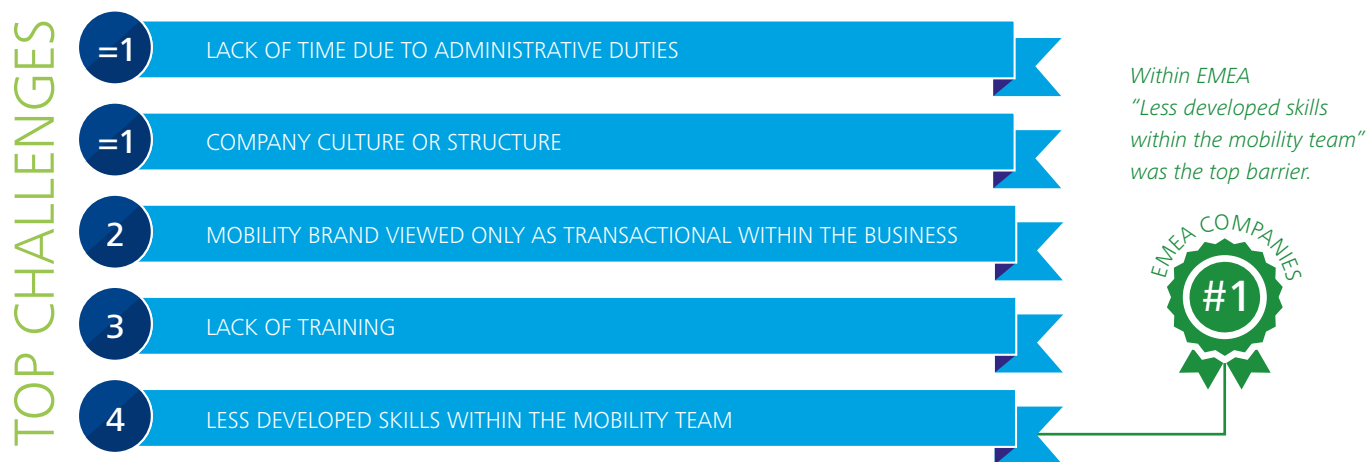 TOP CHALLENGES
=1
LACK OF TIME DUE TO ADMINISTRATIVE DUTIES
=1
COMPANY CULTURE OR STRUCTURE
2
MOBILITY BRAND VIEWED ONLY AS TRANSACTIONAL WITHIN THE BUSINESS
3
LACK OF TRAINING
4
LESS DEVELOPED SKILLS WITHIN THE MOBILITY TEAM
Within EMEA
“Less developed skills
within the mobility team”
was the top barrier.
EMEA COMPANIES
#1